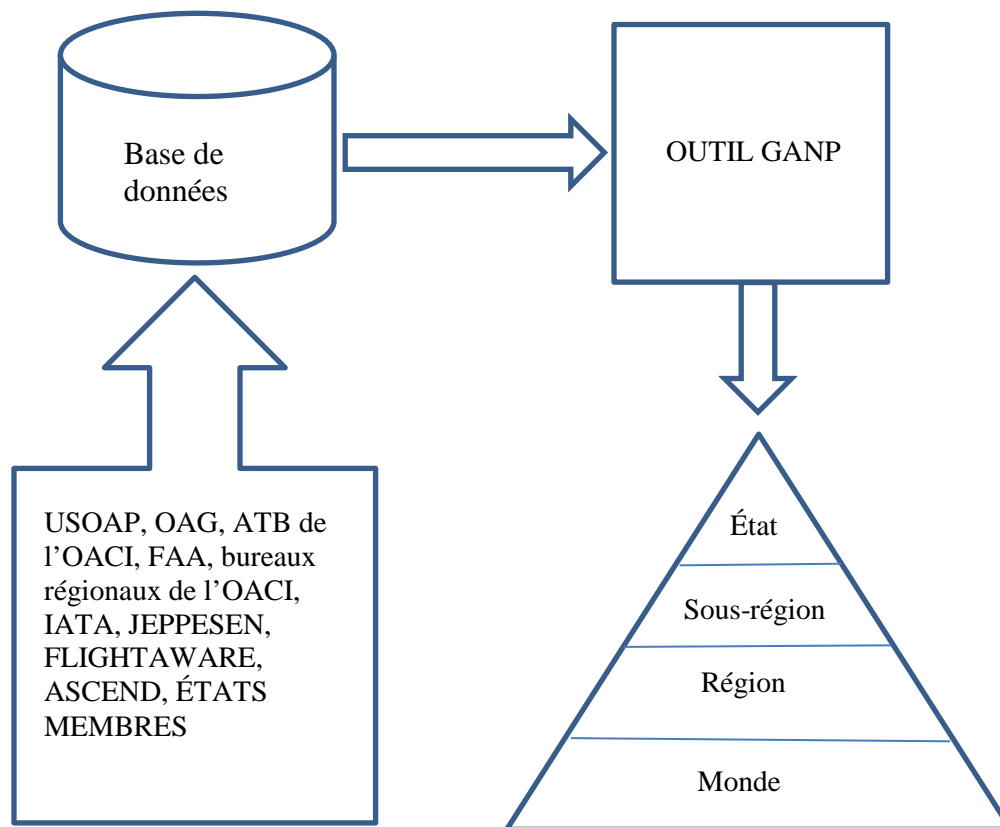 Base de
données
OUTIL GANP
USOAP, OAG, ATB de
l’OACI, FAA, bureaux
régionaux de l’OACI,
IATA, JEPPESEN,
FLIGHTAWARE,
ASCEND, ÉTATS
MEMBRES
État
Sous-région
Région
Monde